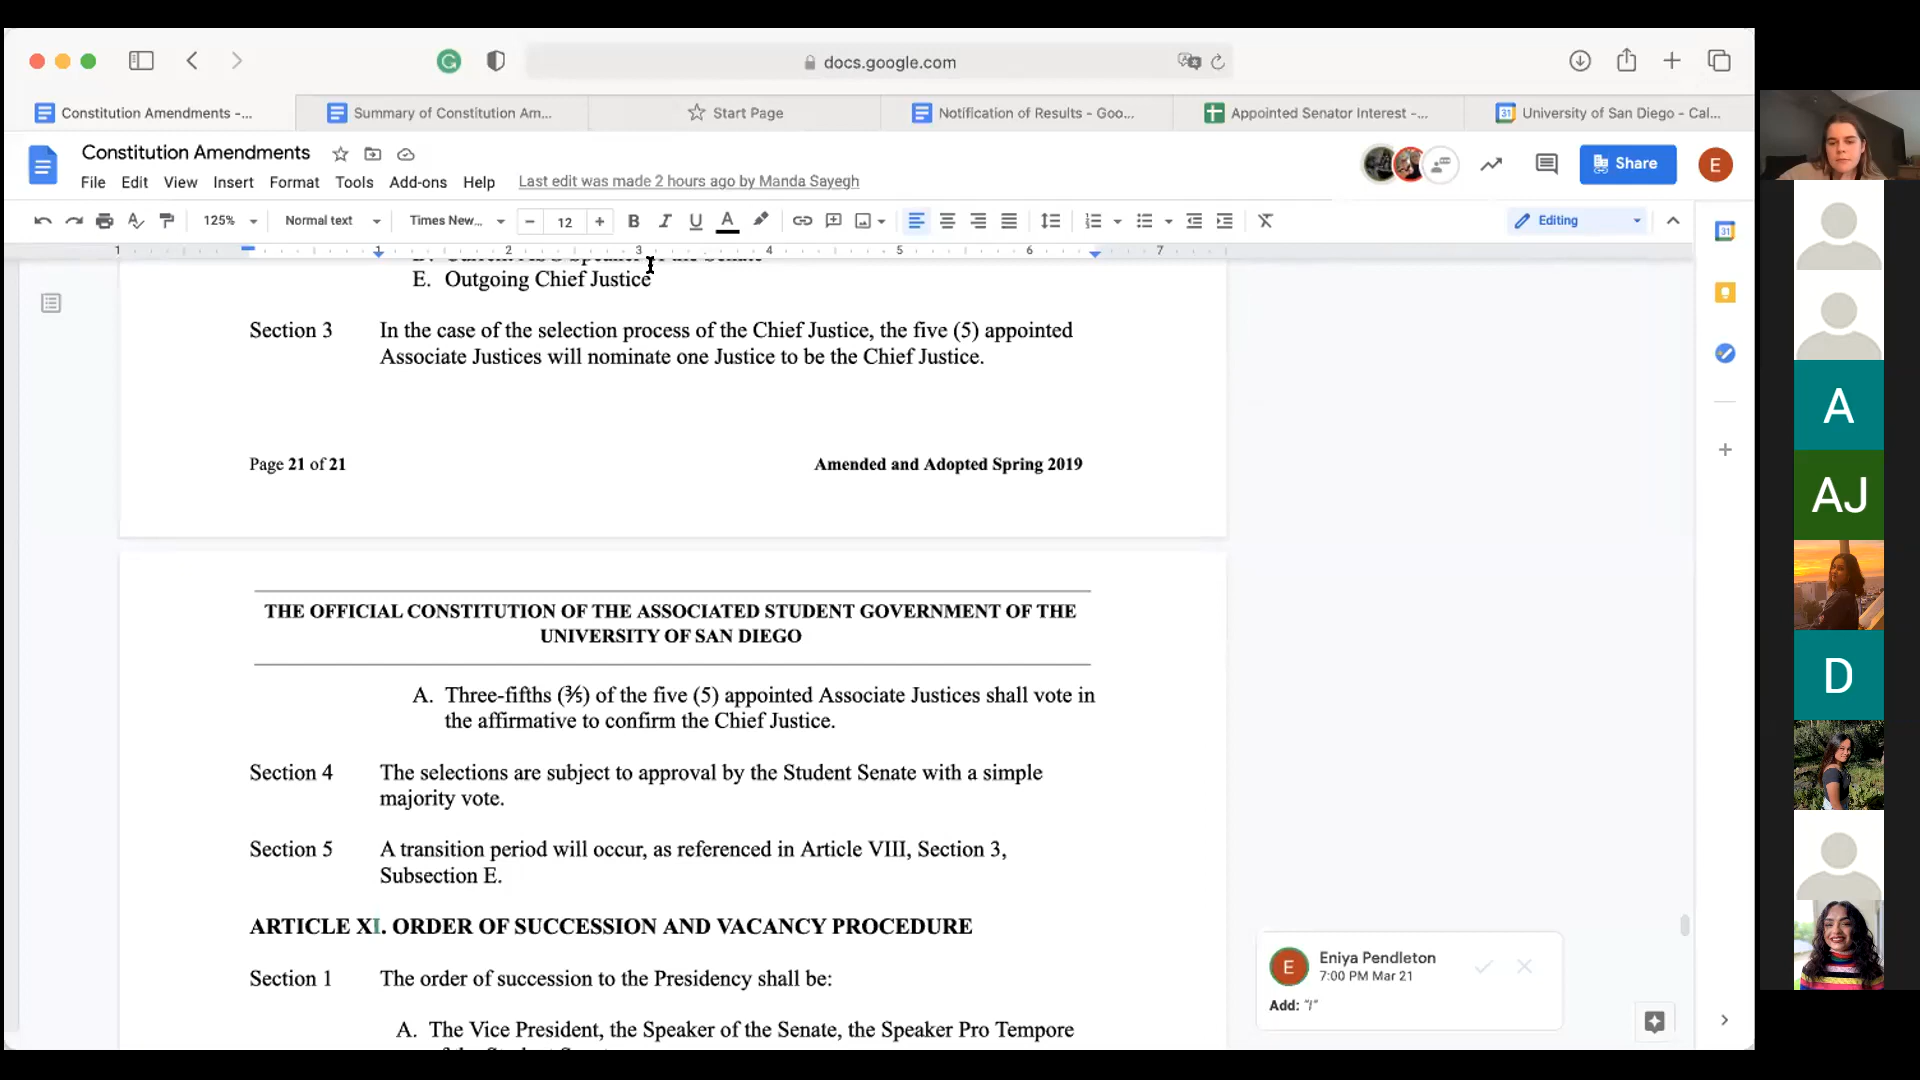 docs.google.com
Constitution Amendments -...
Summary of Constitution Am...
Start Page
Notification of Results - Goo...
Appointed Senator Interest -...
31 University of San Diego - Cal...
Constitution Amendments
Share
E
File Edit View Insert Format Tools Add-ons Help Last edit was made 2 hours ago by Manda Sayegh
125% Normal text Times New... − 12 + B I U A Editing
31
1 1 2 3 4 5 6 7
E. Outgoing Chief Justice
Section 3 In the case of the selection process of the Chief Justice, the five (5) appointed
Associate Justices will nominate one Justice to be the Chief Justice.
Page 21 of 21 Amended and Adopted Spring 2019
THE OFFICIAL CONSTITUTION OF THE ASSOCIATED STUDENT GOVERNMENT OF THE
UNIVERSITY OF SAN DIEGO
A. Three-fifths (⅗) of the five (5) appointed Associate Justices shall vote in
the affirmative to confirm the Chief Justice.
Section 4 The selections are subject to approval by the Student Senate with a simple
majority vote.
Section 5 A transition period will occur, as referenced in Article VIII, Section 3,
Subsection E.
ARTICLE XI. ORDER OF SUCCESSION AND VACANCY PROCEDURE
Section 1 The order of succession to the Presidency shall be:
A. The Vice President, the Speaker of the Senate, the Speaker Pro Tempore
E
Eniya Pendleton
7:00 PM Mar 21
Add: "I"
A
AJ
D